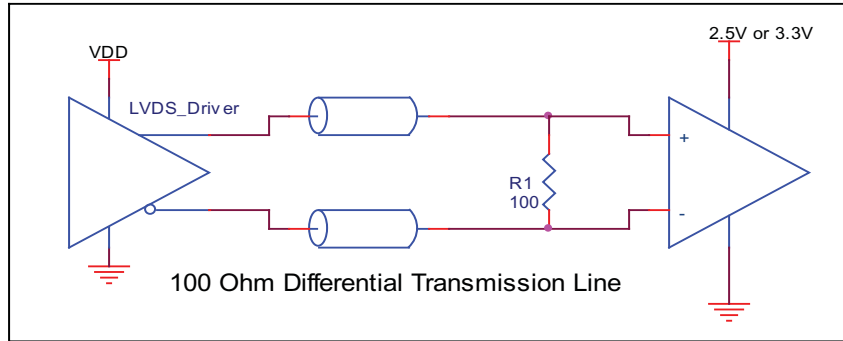 VDD
2.5V or 3.3V
LVDS_Driver
+
R1
100
-
100 Ohm Differential Transmission Line